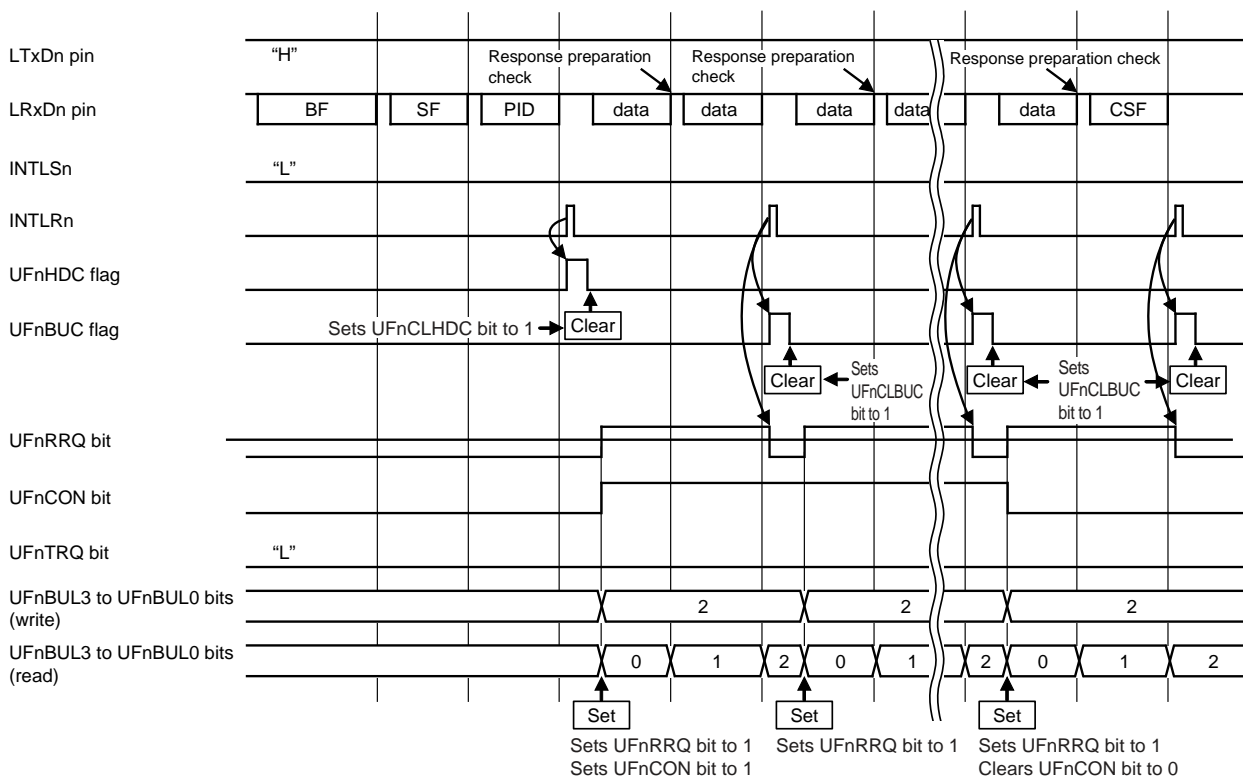 LTxDn pin “H”
Response preparation check
Response preparation check
Response preparation check
LRxDn pin BF SF PID data data data data data CSF
INTLSn “L”
INTLRn
UFnHDC flag
UFnBUC flag Sets UFnCLHDC bit to 1 Clear
Clear Sets UFnCLBUC bit to 1
Clear Sets UFnCLBUC bit to 1 Clear
UFnRRQ bit
UFnCON bit
UFnTRQ bit “L”
UFnBUL3 to UFnBUL0 bits
(write) 2 2 2
UFnBUL3 to UFnBUL0 bits
(read) 0 1 2 0 1 2 0 1 2
Set Set Set
Sets UFnRRQ bit to 1 Sets UFnRRQ bit to 1 Sets UFnRRQ bit to 1
Sets UFnCON bit to 1 Clears UFnCON bit to 0